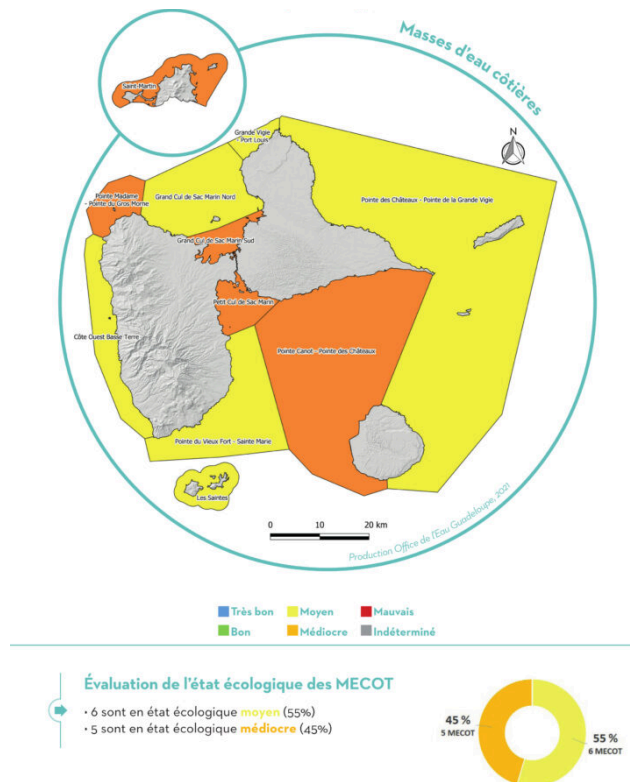 Masses d'eau côtières
Saint-Martin
Grande Vigie -
Port Louis
N
Pointe Madame
- Pointe du Gros Morne
Grand Cul de Sac Marin Nord
Pointe des Châteaux - Pointe de la Grande Vigie
Grand Cul de Sac Marin Sud
Petit Cul de Sac Marin
Côte Ouest Basse-Terre
Pointe Canot - Pointe des Châteaux
Pointe du Vieux Fort - Sainte Marie
Les Saintes
0 10 20 km
Production Office de l'Eau Guadeloupe, 2021
Très bon Moyen Mauvais
Bon Médiocre Indéterminé
Évaluation de l'état écologique des MECOT
• 6 sont en état écologique moyen (55%)
• 5 sont en état écologique médiocre (45%)
45 %
5 MECOT
55 %
6 MECOT